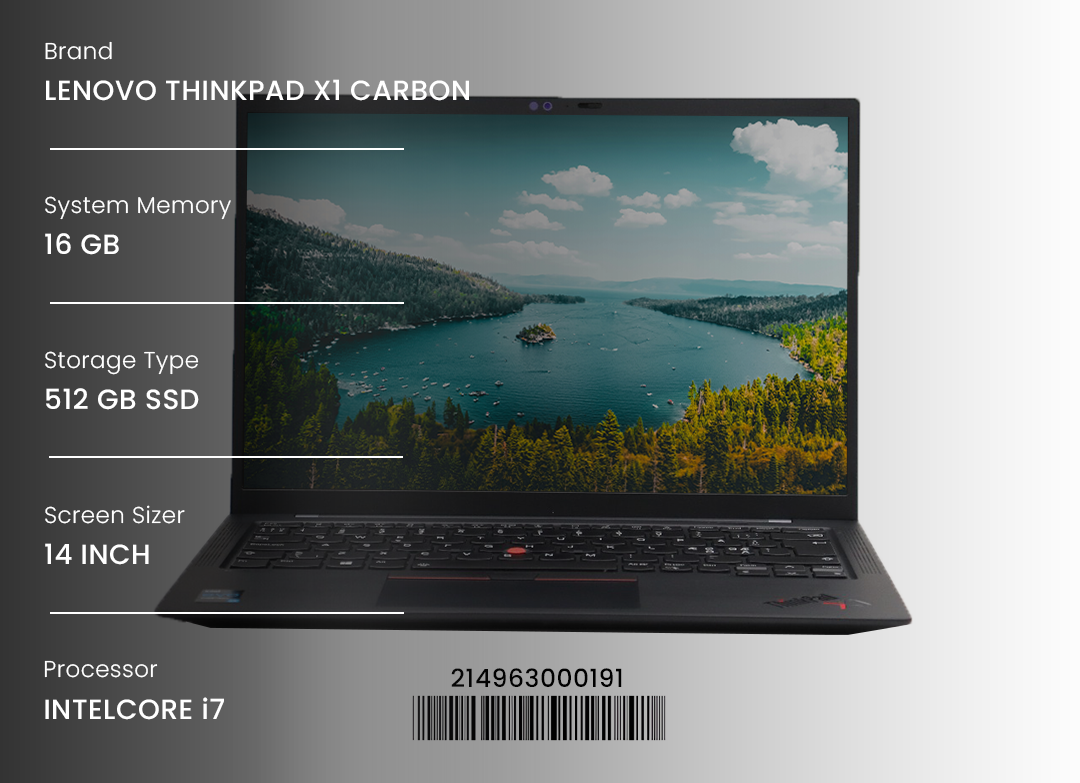 Brand
LENOVO THINKPAD X1 CARBON
System Memory
16 GB
Storage Type
512 GB SSD
Screen Sizer
14 INCH
Processor
INTELCORE i7
214963000191
ThinkPad